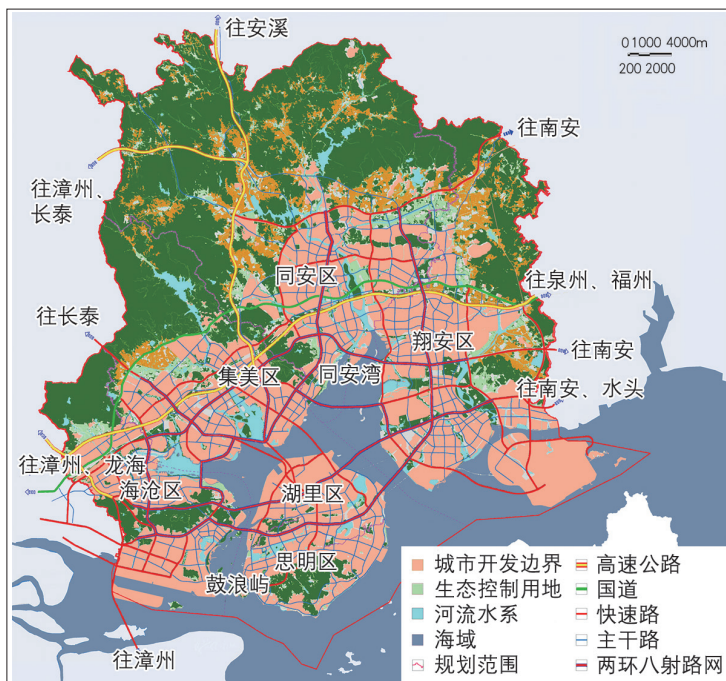 往安溪
0 1000 4000m
200 2000
往南安
往漳州、
长泰
同安区
往泉州、福州
往长泰
翔安区
往南安
集美区
同安湾
往南安、水头
往漳州、龙海
海沧区
湖里区
思明区
鼓浪屿
往漳州
城市开发边界
高速公路
生态控制用地
国道
河流水系
快速路
海域
主干路
规划范围
两环八射路网